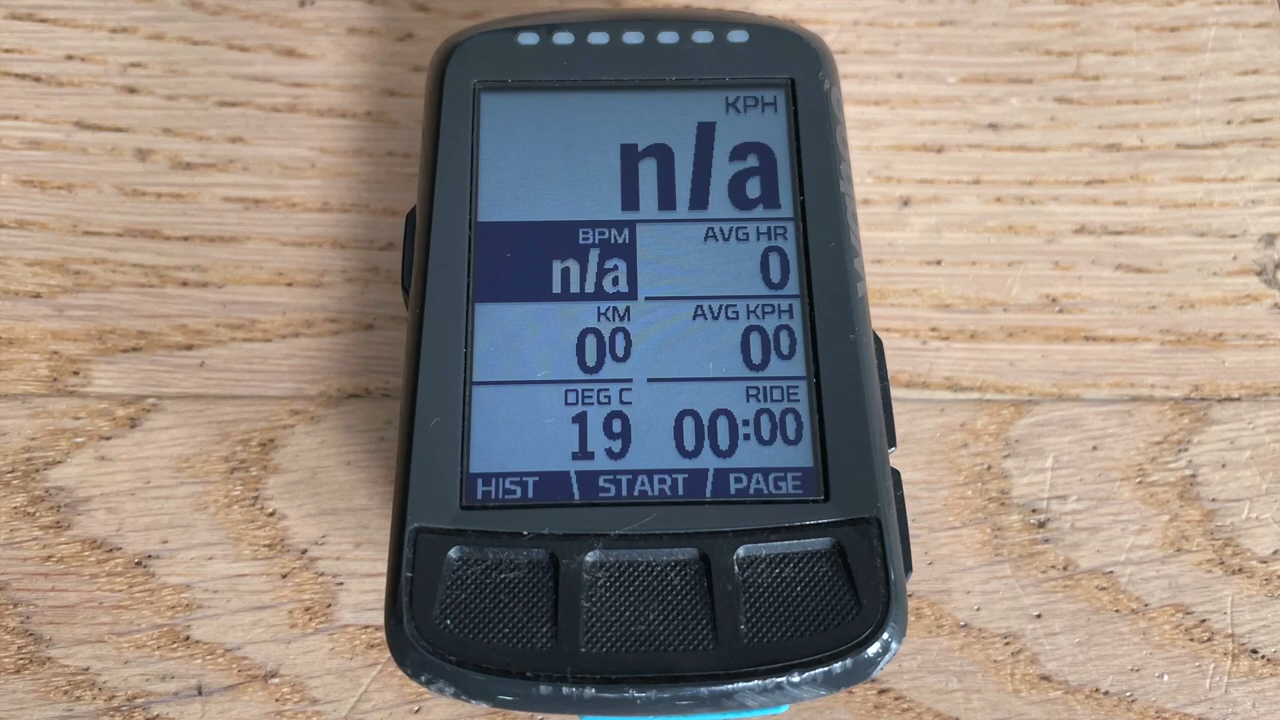 KPH
n/a
BPM AVG HR
n/a 0
KM AVG KPH
00 00
DEG C RIDE
19 00:00
HIST START PAGE